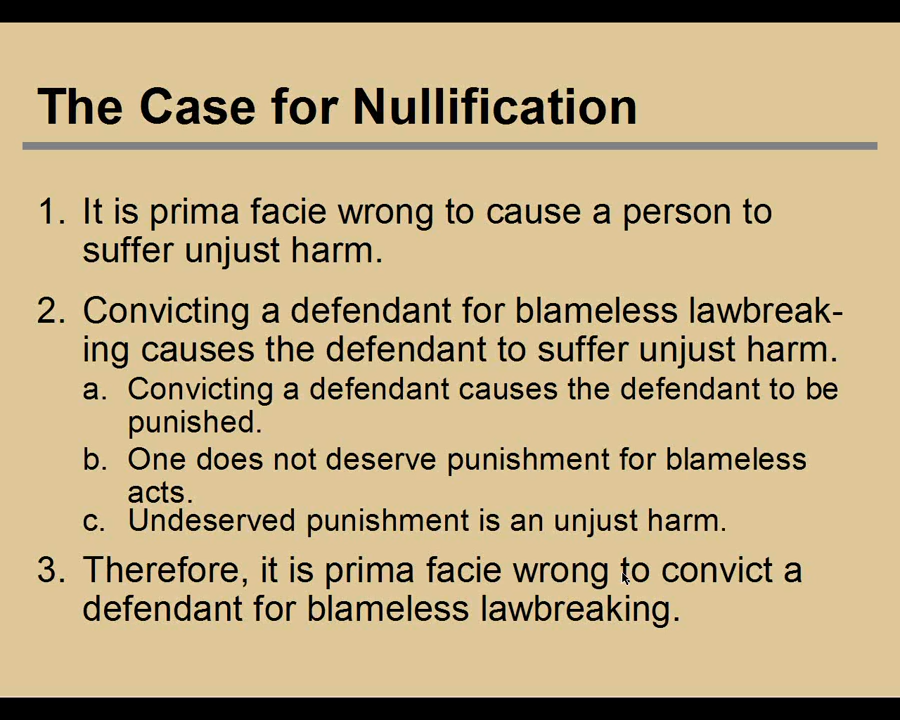 The Case for Nullification
1. It is prima facie wrong to cause a person to
suffer unjust harm.
2. Convicting a defendant for blameless lawbreak-
ing causes the defendant to suffer unjust harm.
a. Convicting a defendant causes the defendant to be
punished.
b. One does not deserve punishment for blameless
acts.
c. Undeserved punishment is an unjust harm.
3. Therefore, it is prima facie wrong to convict a
defendant for blameless lawbreaking.